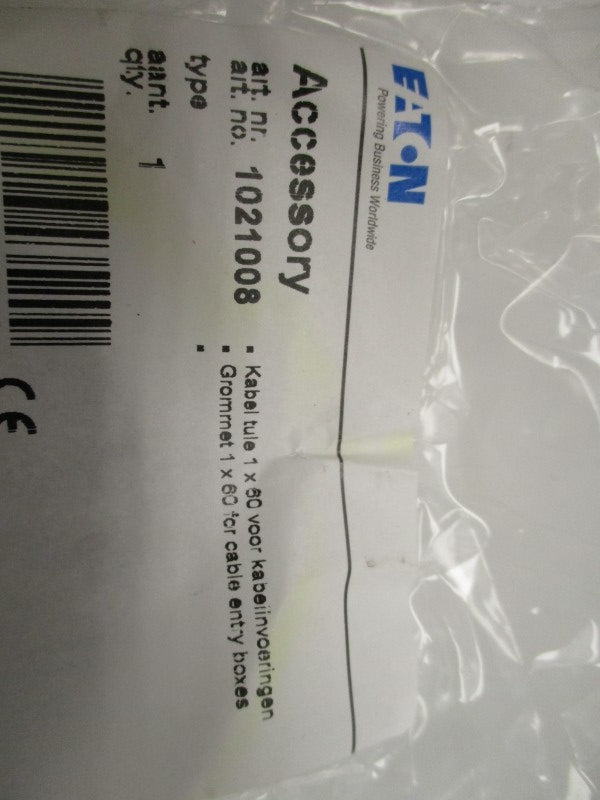 EATON
Powering Business Worldwide
Accessory
art. nr.
art. no. 1021008
type
aant.
qty. 1
▪ Kabel tule 1 x 60 voor kabelinvoeringen
▪ Grommet 1 x 60 for cable entry boxes
▪
CE